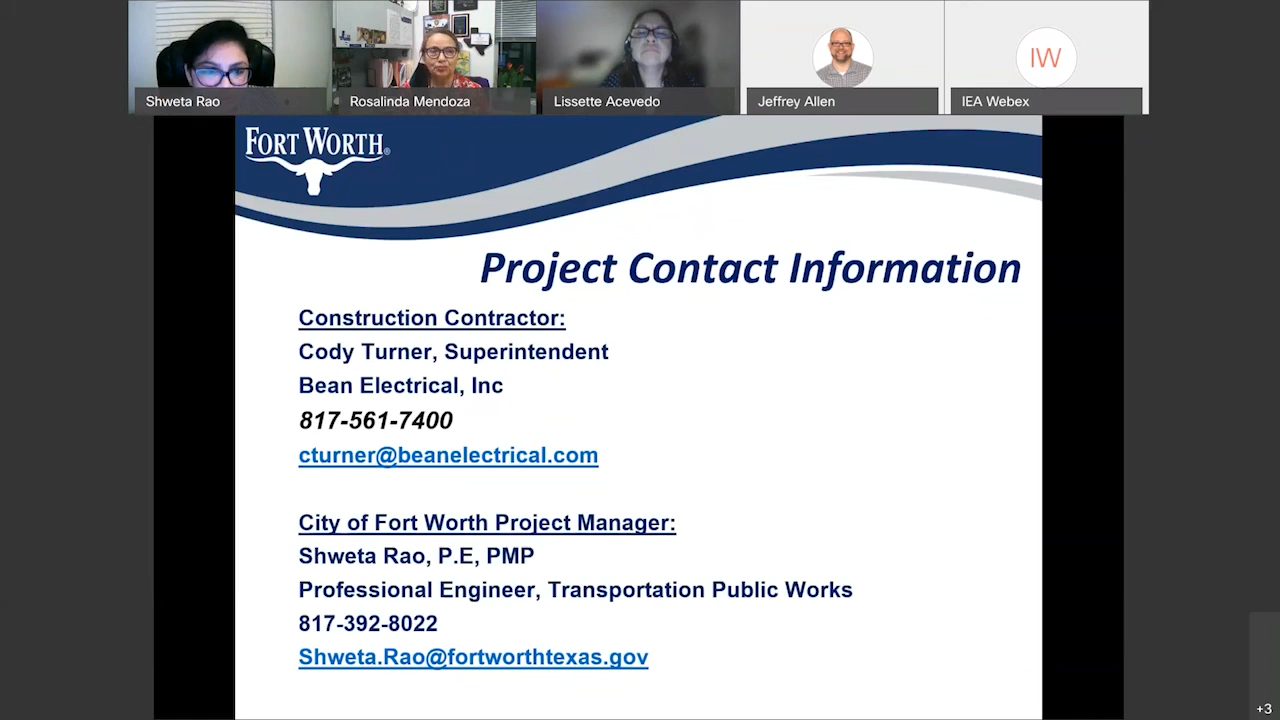 Shweta Rao
Rosalinda Mendoza
Lissette Acevedo
Jeffrey Allen
IW
IEA Webex
FORT WORTH®
Project Contact Information
Construction Contractor:
Cody Turner, Superintendent
Bean Electrical, Inc
817-561-7400
cturner@beanelectrical.com
City of Fort Worth Project Manager:
Shweta Rao, P.E, PMP
Professional Engineer, Transportation Public Works
817-392-8022
Shweta.Rao@fortworthtexas.gov
+3